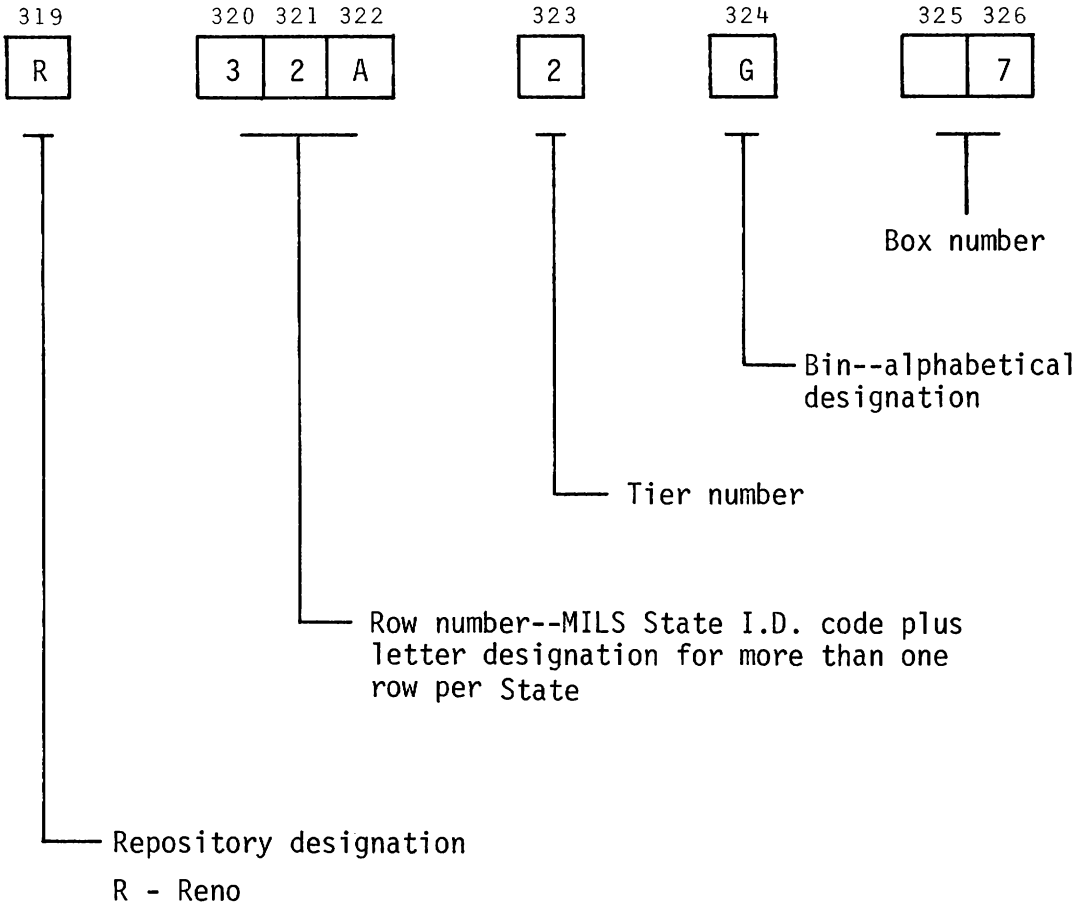 319 320 321 322 323 324 325 326
R 3 2 A 2 G 7
Box number
Bin--alphabetical
designation
Tier number
Row number--MILS State I.D. code plus
letter designation for more than one
row per State
Repository designation
R - Reno